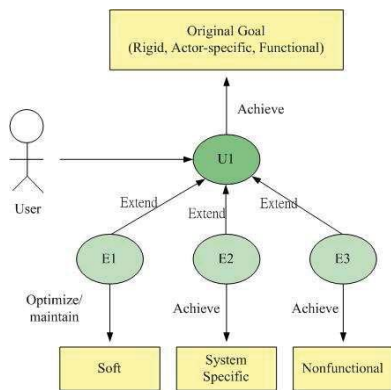 Original Goal
(Rigid, Actor-specific, Functional)
Achieve
U1
User
Extend
Extend
Extend
E1
E2
E3
Optimize/
maintain
Achieve
Achieve
Soft
System
Specific
Nonfunctional